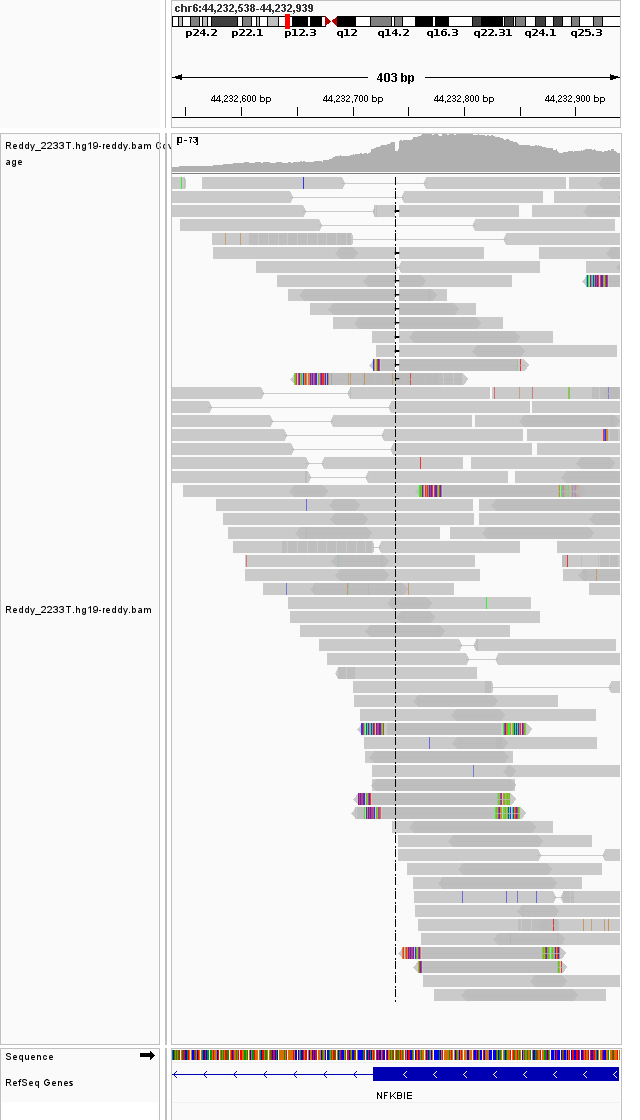 chr6:44,232,538-44,232,939
p24.2 p22.1 p12.3 q12 q14.2 q16.3 q22.31 q24.1 q25.3
403 bp
44,232,600 bp 44,232,700 bp 44,232,800 bp 44,232,900 bp
Reddy_2233T.hg19-reddy.bam Cov
age
[0-73]
Reddy_2233T.hg19-reddy.bam
Sequence
RefSeq Genes
NFKBIE